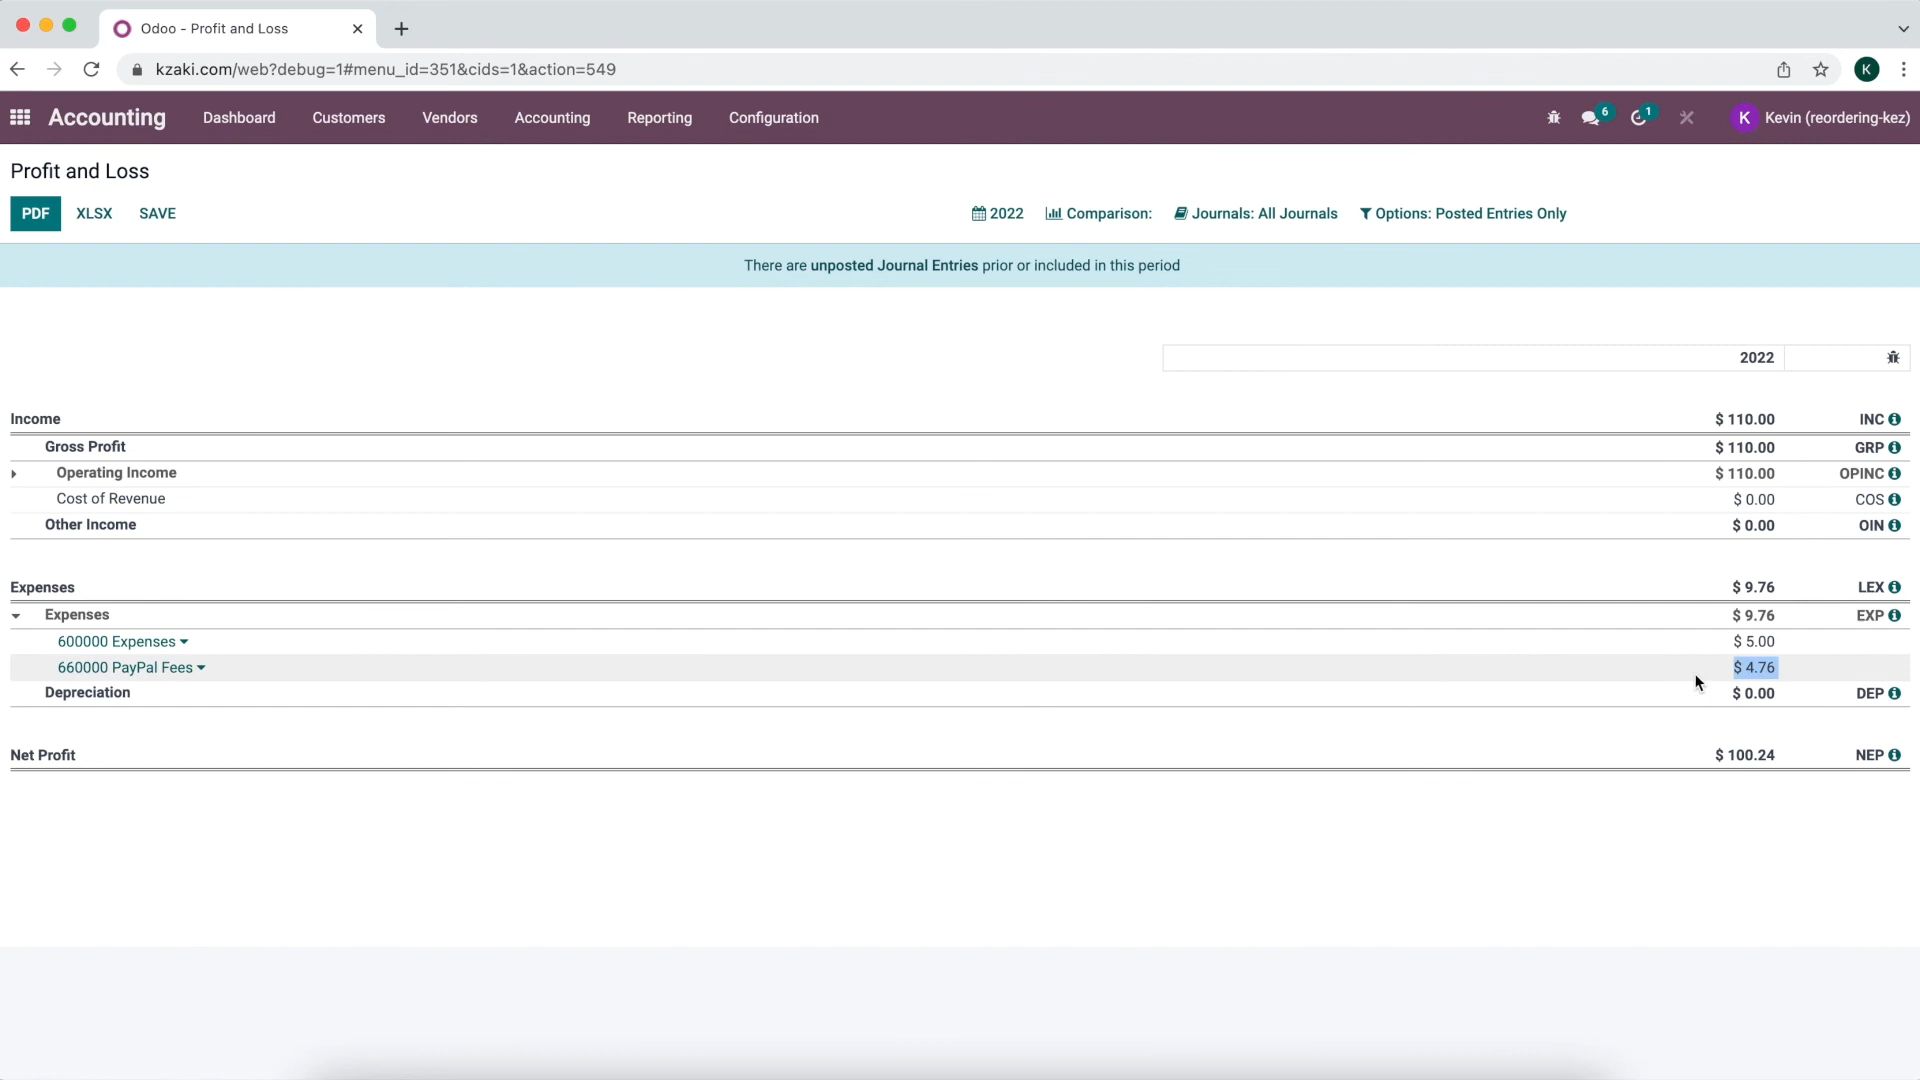 Odoo - Profit and Loss
kzaki.com/web?debug=1#menu_id=351&cids=1&action=549
K
Accounting Dashboard Customers Vendors Accounting Reporting Configuration 6 1 K Kevin (reordering-kez)
Profit and Loss
PDF XLSX SAVE 2022 Comparison: Journals: All Journals Options: Posted Entries Only
There are unposted Journal Entries prior or included in this period
2022
Income $ 110.00 INC
Gross Profit $ 110.00 GRP
Operating Income $ 110.00 OPINC
Cost of Revenue $ 0.00 COS
Other Income $ 0.00 OIN
Expenses $ 9.76 LEX
Expenses $ 9.76 EXP
600000 Expenses $ 5.00
660000 PayPal Fees $ 4.76
Depreciation $ 0.00 DEP
Net Profit $ 100.24 NEP